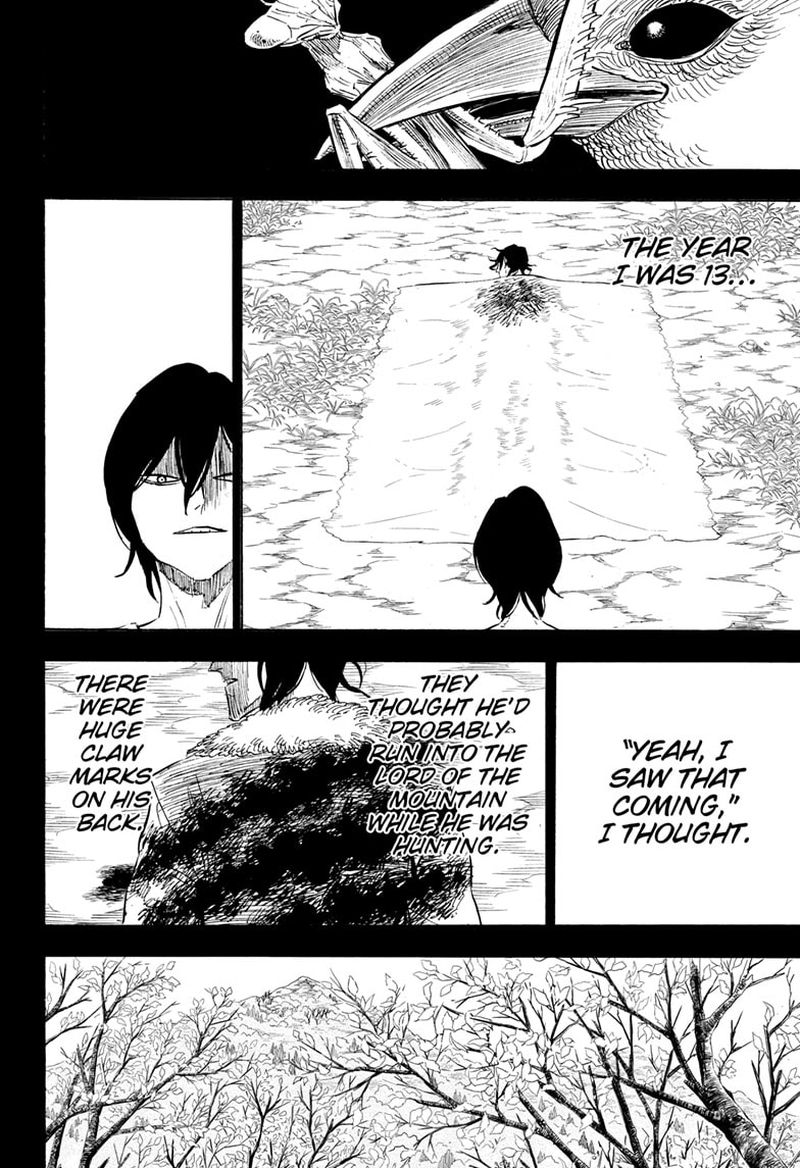 THE YEAR
I WAS 13...
"YEAH, I
SAW THAT
COMING,"
I THOUGHT.
THEY
THOUGHT HE'D
PROBABLY
RUN INTO THE
LORD OF THE
MOUNTAIN
WHILE HE WAS
HUNTING.
THERE
WERE
HUGE
CLAW
MARKS
ON HIS
BACK.